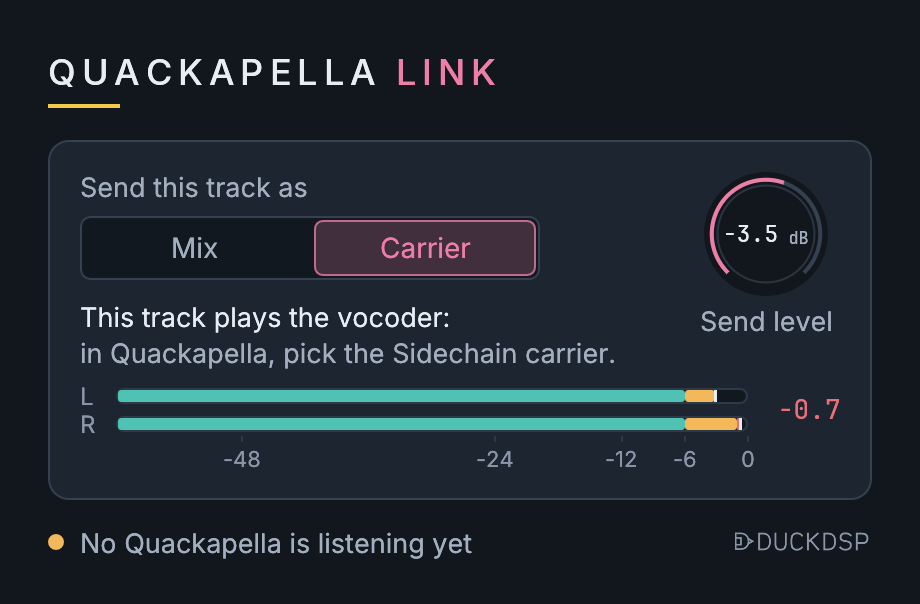 QUACKAPELLA LINK
Send this track as
Mix
Carrier
-3.5 dB
Send level
This track plays the vocoder:
in Quackapella, pick the Sidechain carrier.
L
R
-0.7
-48 -24 -12 -6 0
No Quackapella is listening yet
DUCKDSP